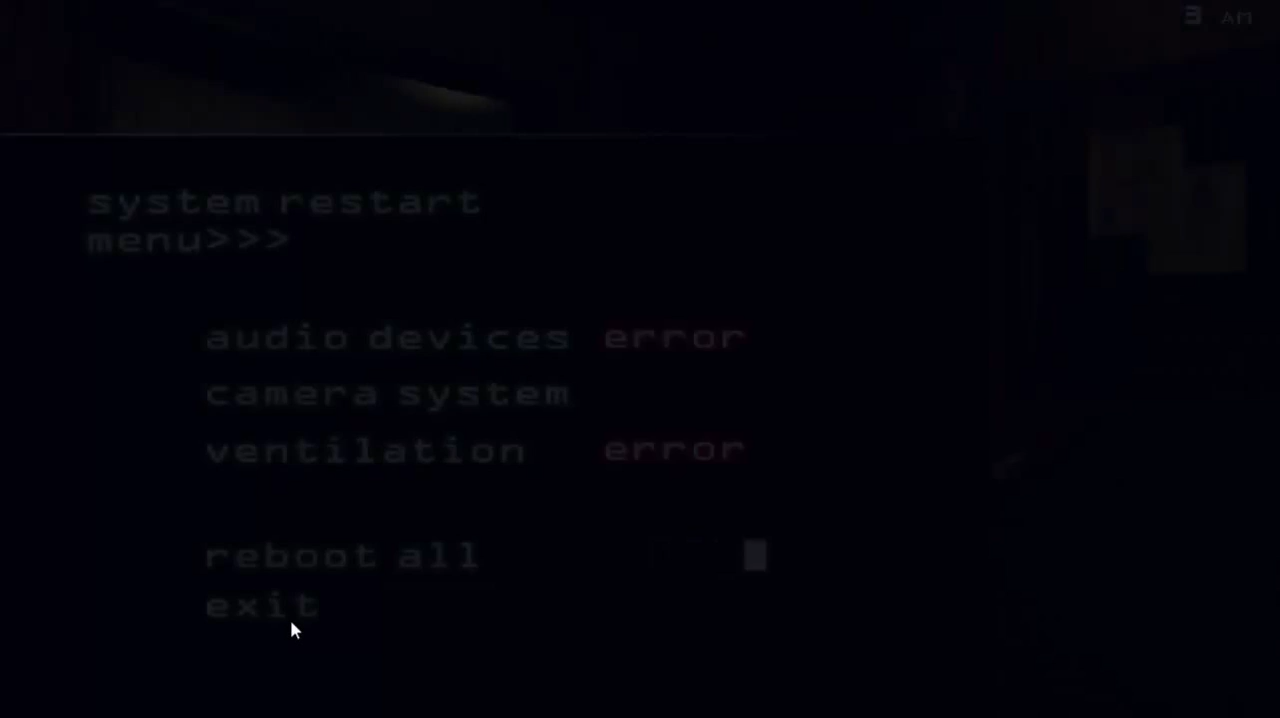 3 AM
system restart
menu>>>
audio devices error
camera system
ventilation error
reboot all
exit